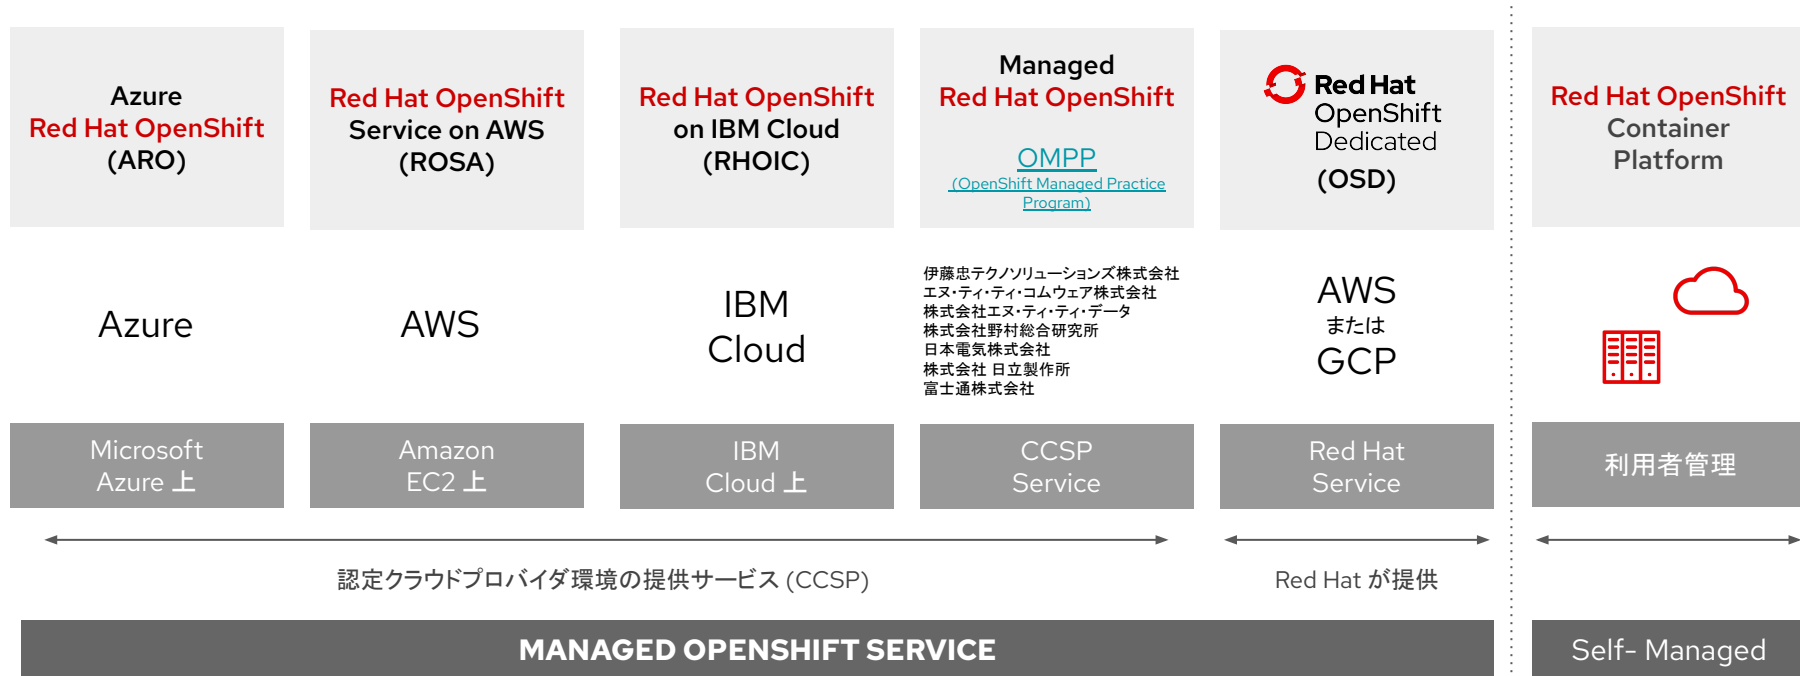 Azure
Red Hat OpenShift
(ARO)
Red Hat OpenShift
Service on AWS
(ROSA)
Red Hat OpenShift
on IBM Cloud
(RHOIC)
Managed
Red Hat OpenShift
OMPP
(OpenShift Managed Practice
Program)
Red Hat
OpenShift
Dedicated
(OSD)
Red Hat OpenShift
Container
Platform
Azure
AWS
IBM
Cloud
伊藤忠テクノソリューションズ株式会社
エヌ・ティ・ティ・コムウェア株式会社
株式会社エヌ・ティ・ティ・データ
株式会社野村総合研究所
日本電気株式会社
株式会社 日立製作所
富士通株式会社
AWS
または
GCP
Microsoft
Azure 上
Amazon
EC2 上
IBM
Cloud 上
CCSP
Service
Red Hat
Service
利用者管理
認定クラウドプロバイダ環境の提供サービス (CCSP)
Red Hat が提供
MANAGED OPENSHIFT SERVICE
Self- Managed